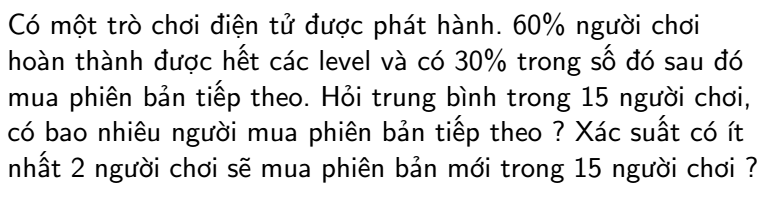 Có một trò chơi điện tử được phát hành. 60% người chơi
hoàn thành được hết các level và có 30% trong số đó sau đó
mua phiên bản tiếp theo. Hỏi trung bình trong 15 người chơi,
có bao nhiêu người mua phiên bản tiếp theo ? Xác suất có ít
nhất 2 người chơi sẽ mua phiên bản mới trong 15 người chơi ?